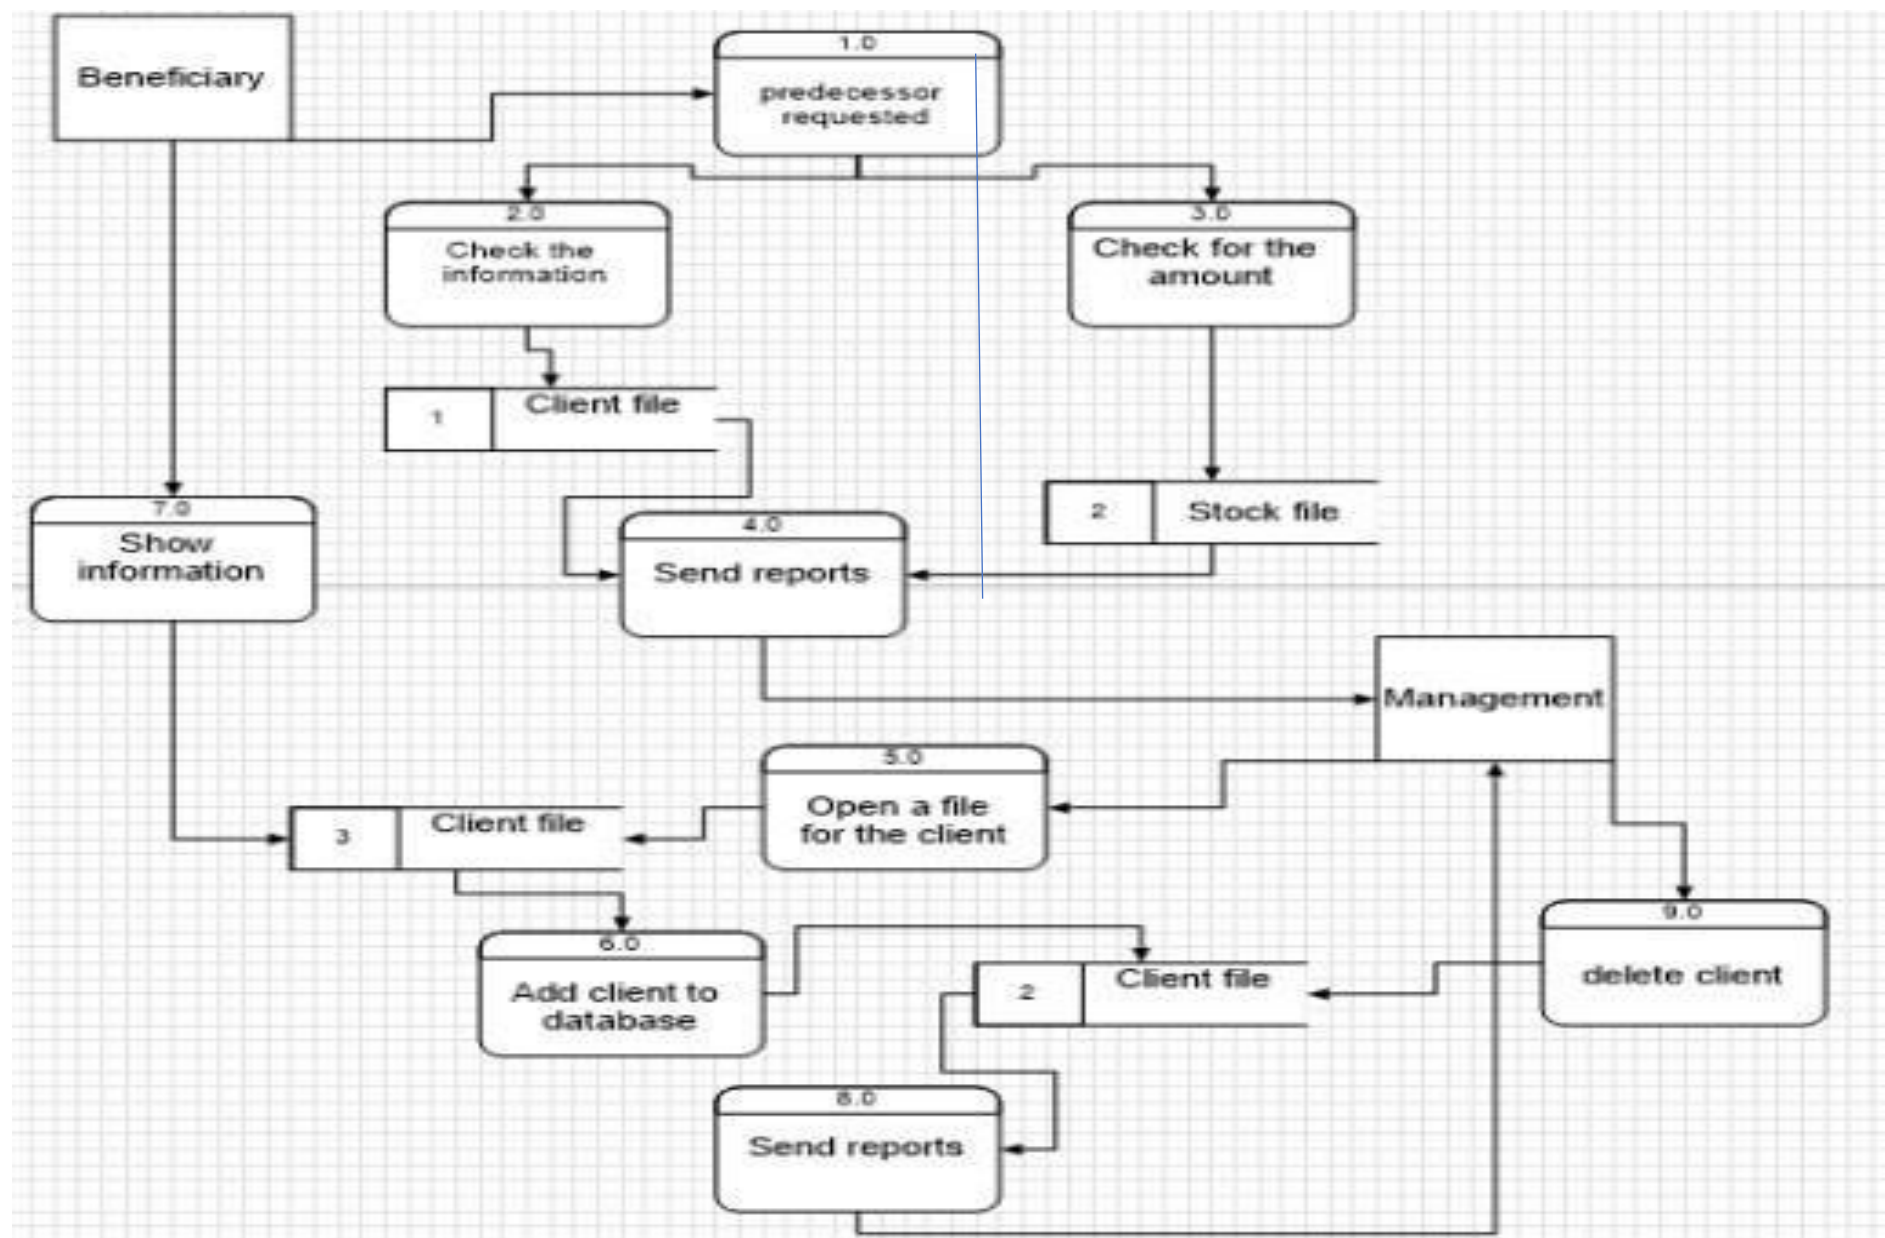 Beneficiary
1.0
predecessor
requested
2.0
Check the
information
3.0
Check for the
amount
1
Client file
2
Stock file
7.0
Show
information
4.0
Send reports
Management
5.0
Open a file
for the client
3
Client file
6.0
Add client to
database
2
Client file
9.0
delete client
8.0
Send reports